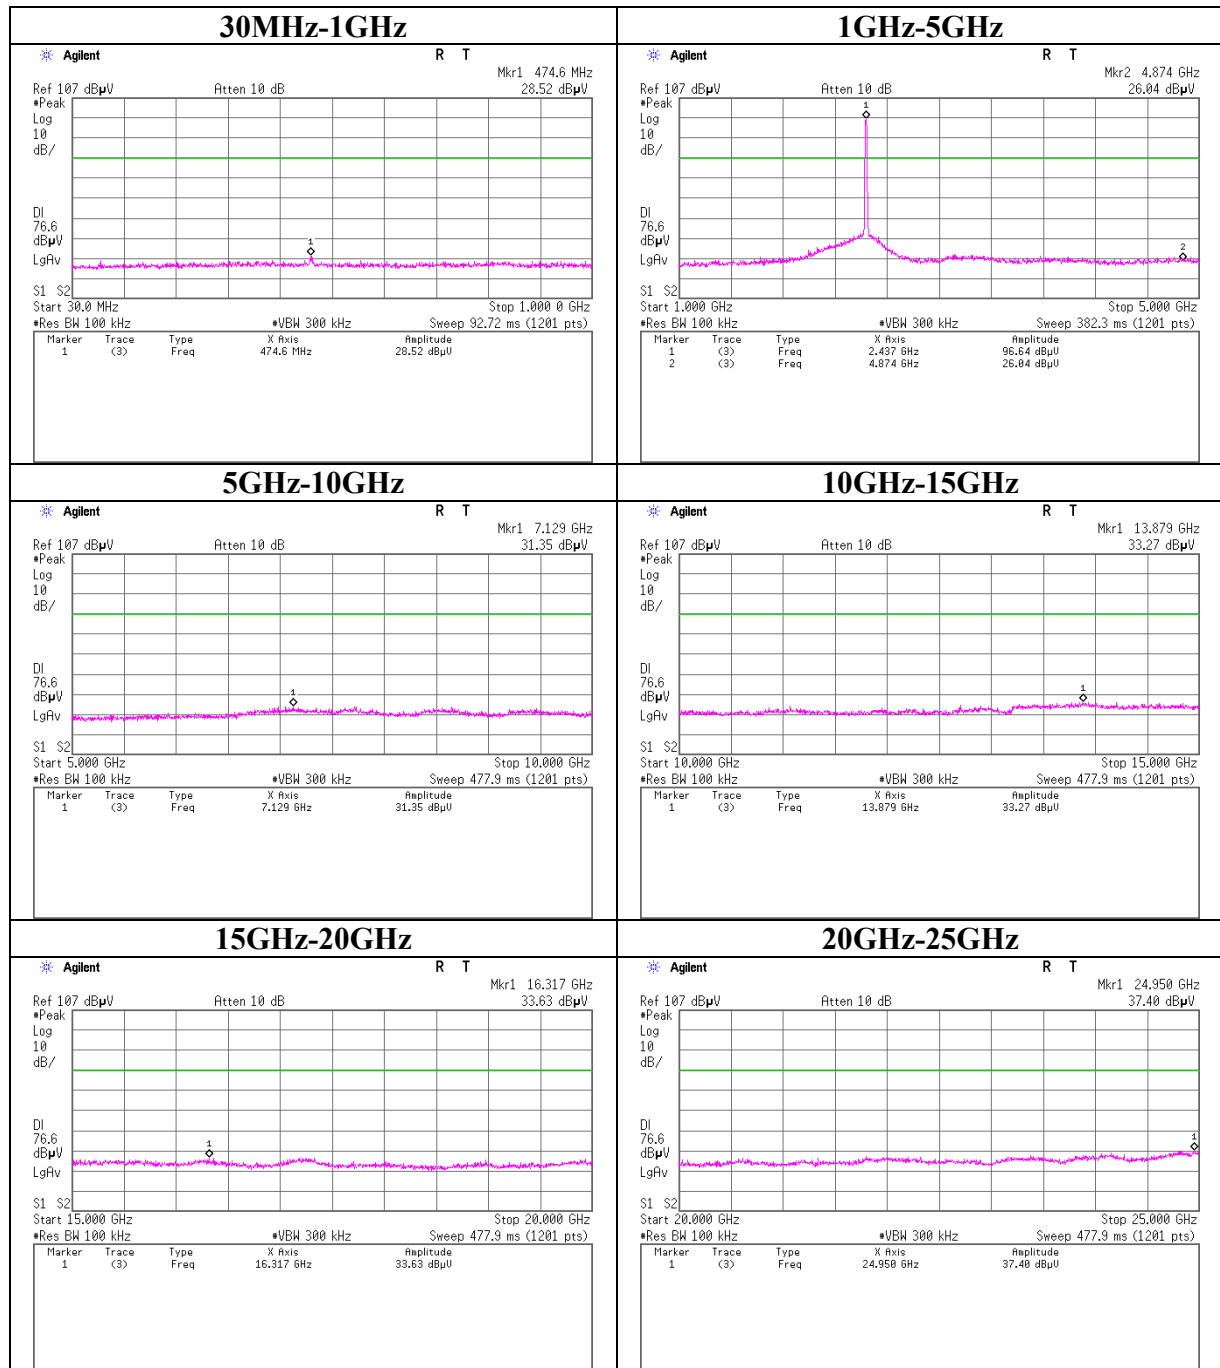 30MHz-1GHz
Agilent R T
Mkr1 474.6 MHz
Ref 107 dBµV Atten 10 dB 28.52 dBµV
#Peak
Log
10
dB/
1
DI
76.6
dBµV
LgAv
S1 S2
Start 30.0 MHz Stop 1.000 0 GHz
#Res BW 100 kHz #VBW 300 kHz Sweep 92.72 ms (1201 pts)
Marker Trace Type X Axis Amplitude
1 (3) Freq 474.6 MHz 28.52 dBµV
1GHz-5GHz
Agilent R T
Mkr2 4.874 GHz
Ref 107 dBµV Atten 10 dB 26.04 dBµV
#Peak
Log
10
dB/
1
DI
76.6
dBµV
2
LgAv
S1 S2
Start 1.000 GHz Stop 5.000 GHz
#Res BW 100 kHz #VBW 300 kHz Sweep 382.3 ms (1201 pts)
Marker Trace Type X Axis Amplitude
1 (3) Freq 2.437 GHz 96.64 dBµV
2 (3) Freq 4.874 GHz 26.04 dBµV
5GHz-10GHz
Agilent R T
Mkr1 7.129 GHz
Ref 107 dBµV Atten 10 dB 31.35 dBµV
#Peak
Log
10
dB/
DI
76.6
1
dBµV
LgAv
S1 S2
Start 5.000 GHz Stop 10.000 GHz
#Res BW 100 kHz #VBW 300 kHz Sweep 477.9 ms (1201 pts)
Marker Trace Type X Axis Amplitude
1 (3) Freq 7.129 GHz 31.35 dBµV
10GHz-15GHz
Agilent R T
Mkr1 13.879 GHz
Ref 107 dBµV Atten 10 dB 33.27 dBµV
#Peak
Log
10
dB/
DI
76.6
1
dBµV
LgAv
S1 S2
Start 10.000 GHz Stop 15.000 GHz
#Res BW 100 kHz #VBW 300 kHz Sweep 477.9 ms (1201 pts)
Marker Trace Type X Axis Amplitude
1 (3) Freq 13.879 GHz 33.27 dBµV
15GHz-20GHz
Agilent R T
Mkr1 16.317 GHz
Ref 107 dBµV Atten 10 dB 33.63 dBµV
#Peak
Log
10
dB/
DI
76.6
1
dBµV
LgAv
S1 S2
Start 15.000 GHz Stop 20.000 GHz
#Res BW 100 kHz #VBW 300 kHz Sweep 477.9 ms (1201 pts)
Marker Trace Type X Axis Amplitude
1 (3) Freq 16.317 GHz 33.63 dBµV
20GHz-25GHz
Agilent R T
Mkr1 24.950 GHz
Ref 107 dBµV Atten 10 dB 37.40 dBµV
#Peak
Log
10
dB/
DI
76.6
1
dBµV
LgAv
S1 S2
Start 20.000 GHz Stop 25.000 GHz
#Res BW 100 kHz #VBW 300 kHz Sweep 477.9 ms (1201 pts)
Marker Trace Type X Axis Amplitude
1 (3) Freq 24.950 GHz 37.40 dBµV